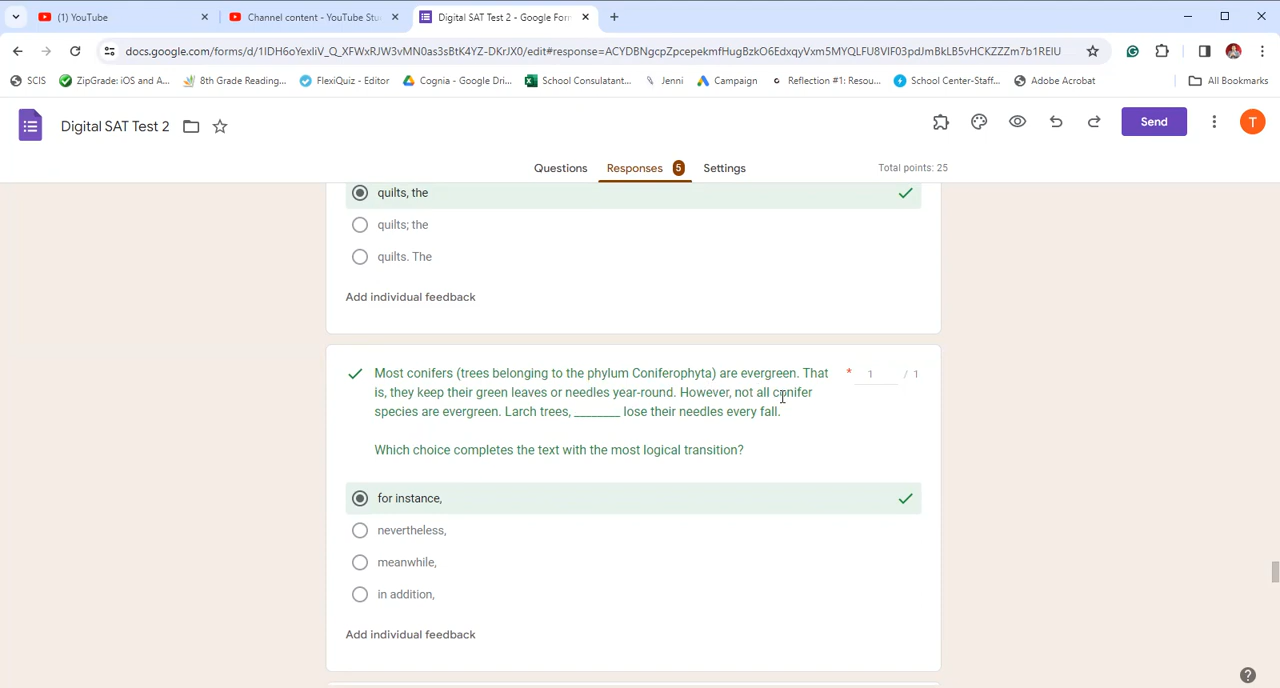 (1) YouTube
Channel content - YouTube Stu
Digital SAT Test 2 - Google For
docs.google.com/forms/d/1IDH6oYexIiV_Q_XFWxRJW3vMN0as3sBtK4YZ-DKrJX0/edit#response=ACYDBNgcpZpcepekmfHugBzkO6EdxqyVxm5MYQLFU8VIF03pdJmBkLB5vHCKZZZm7b1REIU
SCIS
ZipGrade: iOS and A...
8th Grade Reading...
FlexiQuiz - Editor
Cognia - Google Dri...
School Consulatant...
Jenni
Campaign
Reflection #1: Resou...
School Center-Staff...
Adobe Acrobat
All Bookmarks
Digital SAT Test 2
Send
T
Questions
Responses 5
Settings
Total points: 25
quilts, the
quilts; the
quilts. The
Add individual feedback
Most conifers (trees belonging to the phylum Coniferophyta) are evergreen. That * 1 / 1
is, they keep their green leaves or needles year-round. However, not all conifer
species are evergreen. Larch trees, ________ lose their needles every fall.
Which choice completes the text with the most logical transition?
for instance,
nevertheless,
meanwhile,
in addition,
Add individual feedback